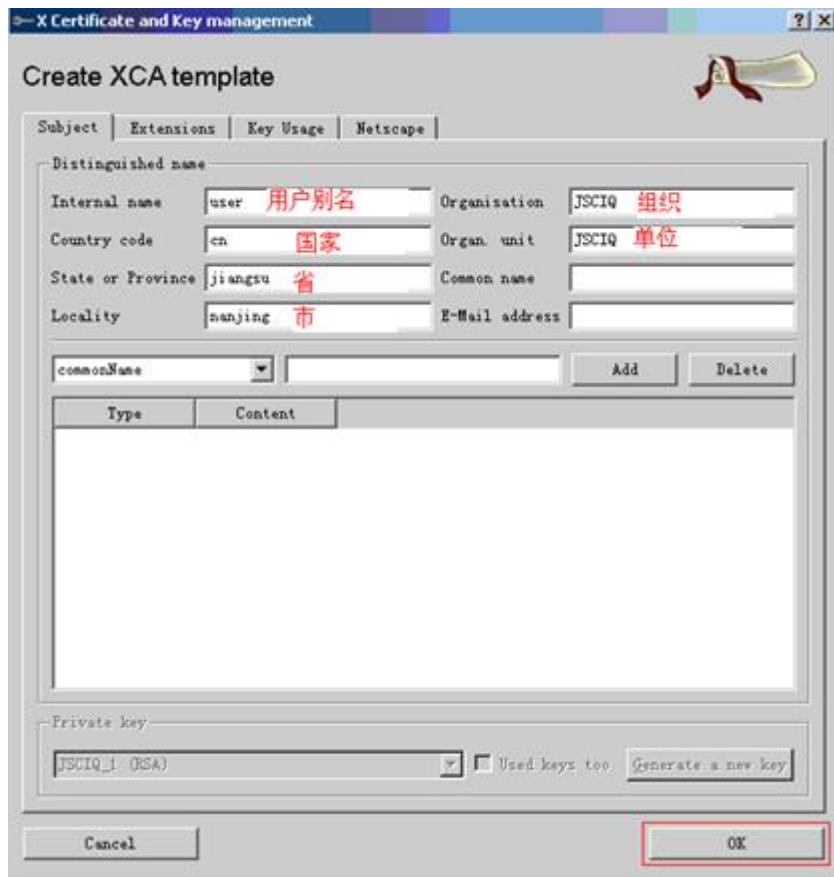 X Certificate and Key management
Create XCA template
Subject Extensions Key Usage Netscape
Distinguished name
Internal name user 用户别名 Organisation JSCIQ 组织
Country code cn 国家 Organ. unit JSCIQ 单位
State or Province jiangsu 省 Common name
Locality nanjing 市 E-Mail address
commonName Add Delete
Type Content
Private key
JSCIQ_1 (RSA) Used keys too Generate a new key
Cancel OK